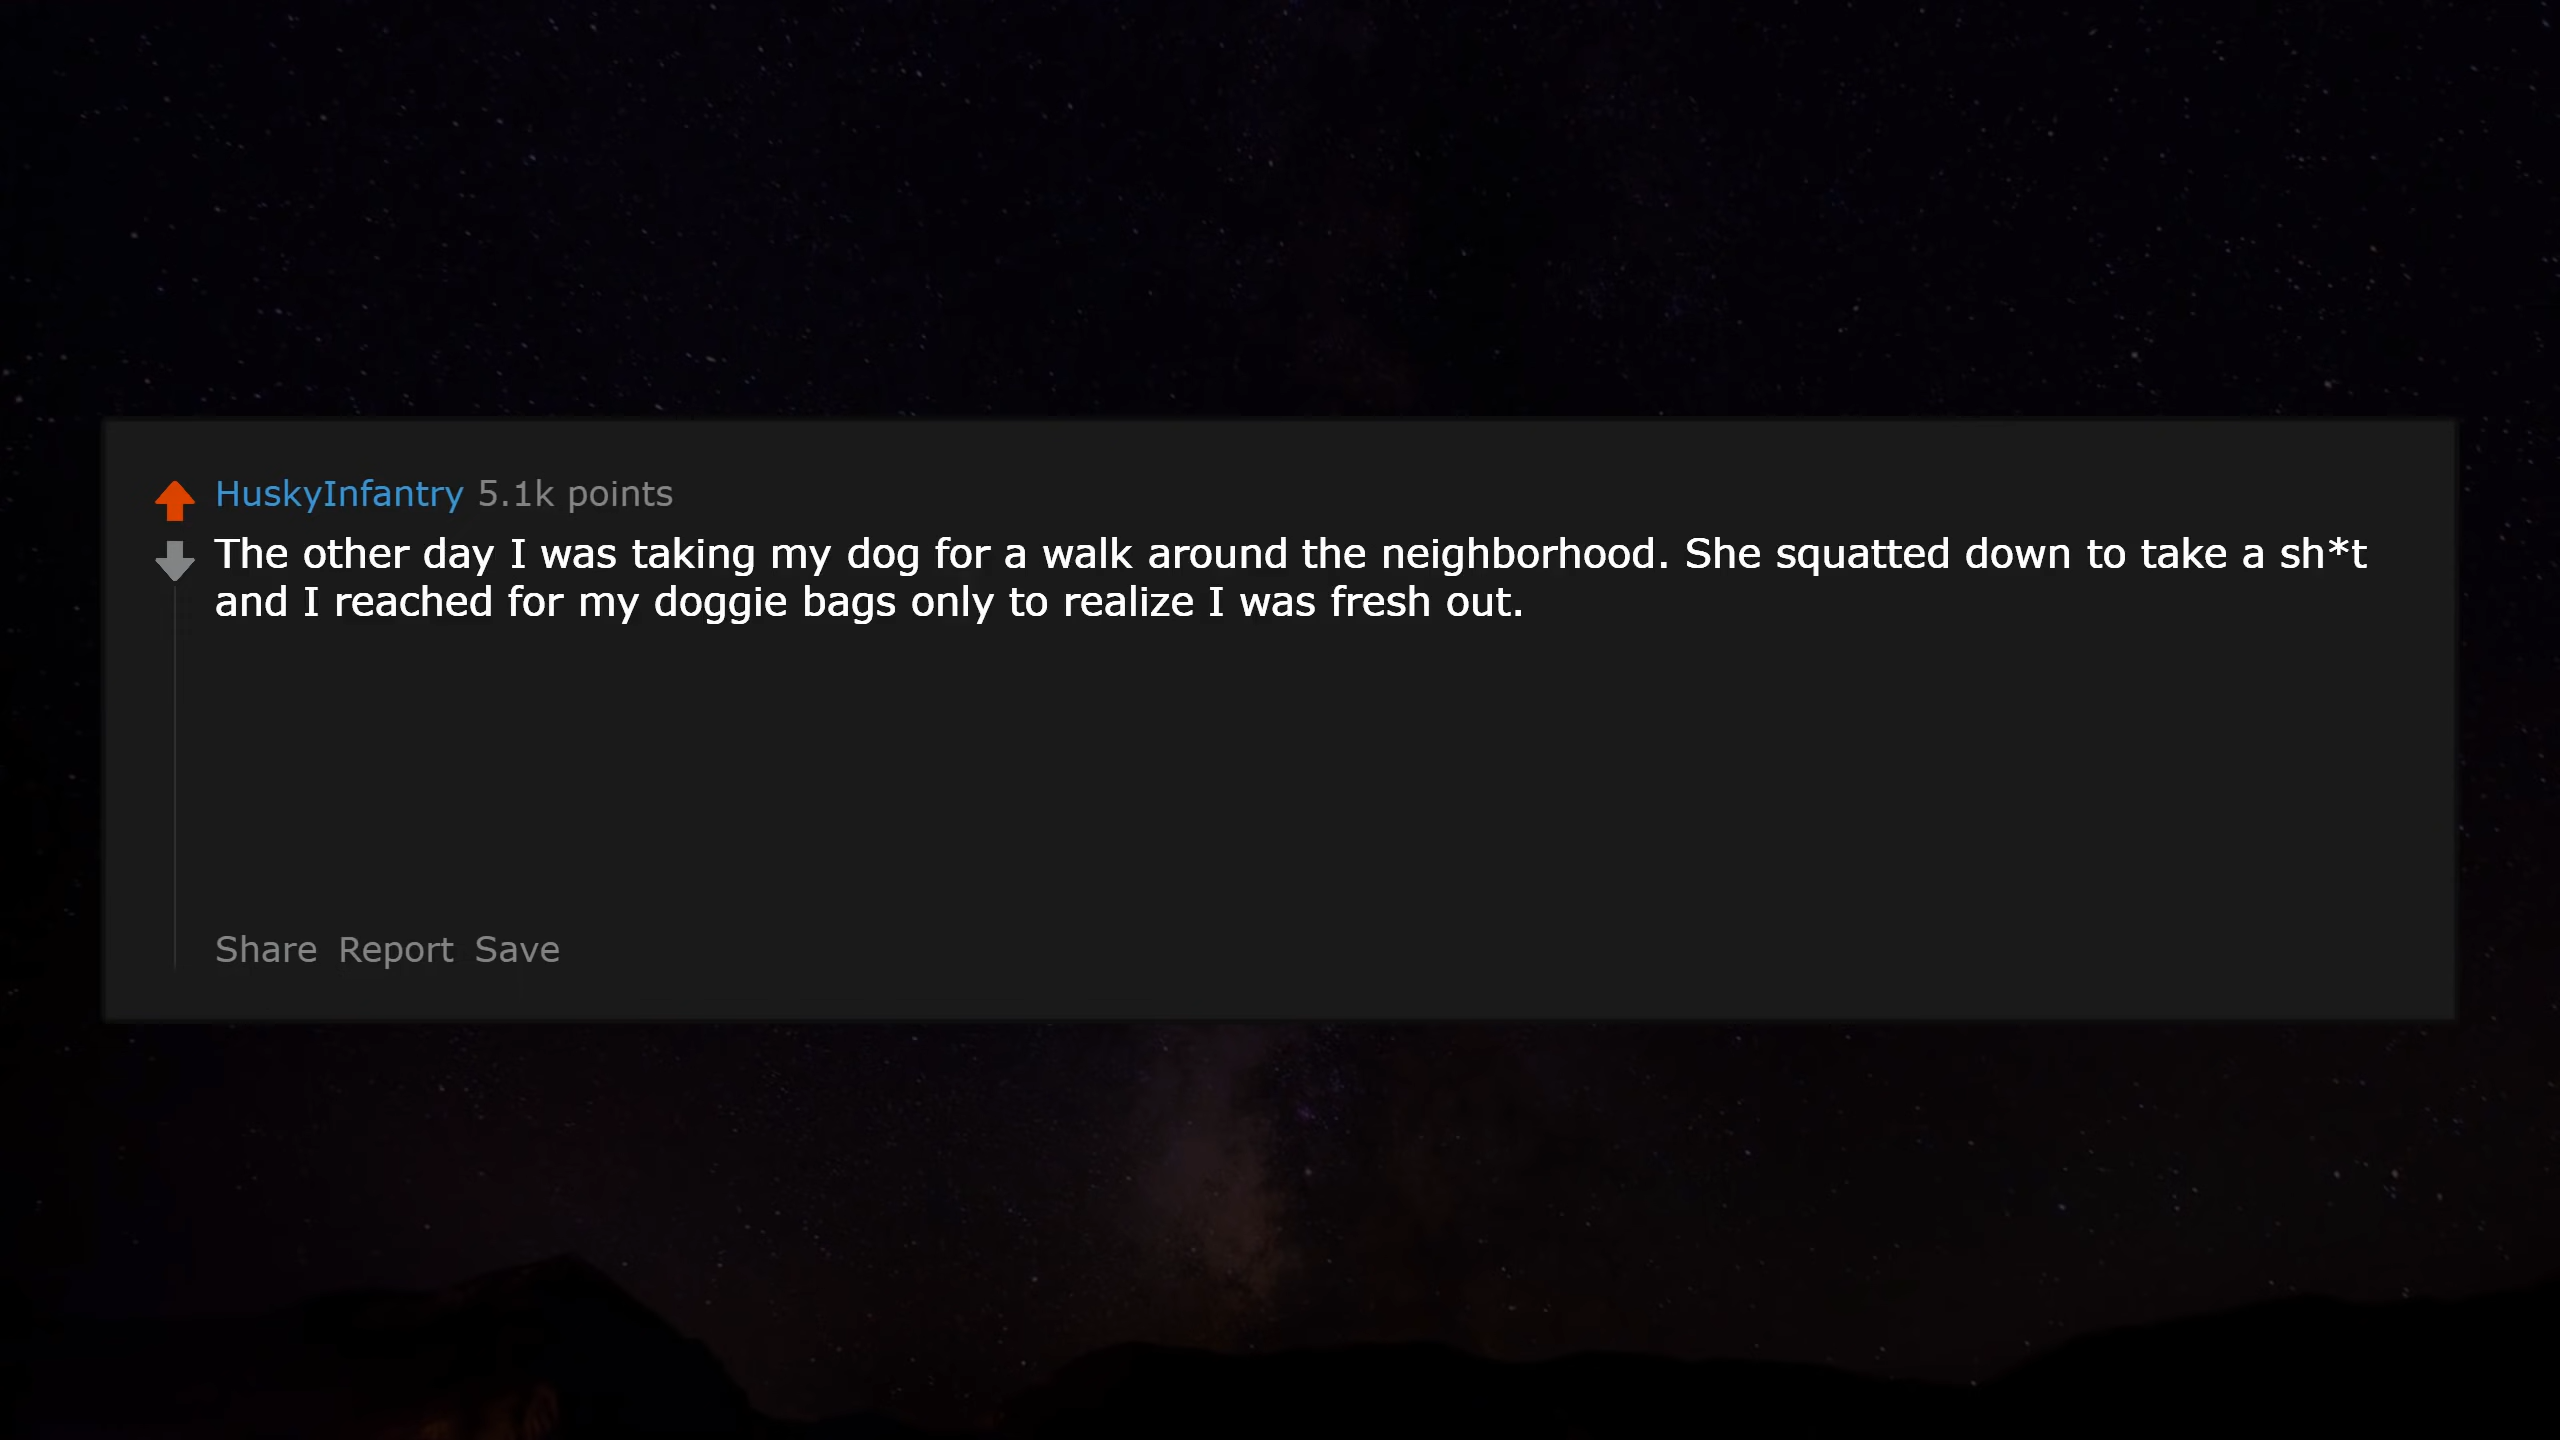 HuskyInfantry 5.1k points
The other day I was taking my dog for a walk around the neighborhood. She squatted down to take a sh*t
and I reached for my doggie bags only to realize I was fresh out.
Share Report Save